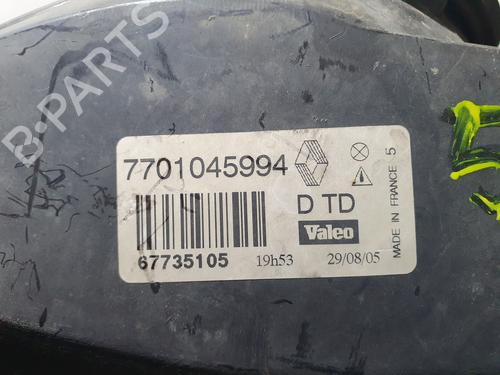 B-PARTS
7701045994
D TD
Valeo
67735105 19h53 29/08/05
MADE IN FRANCE 5